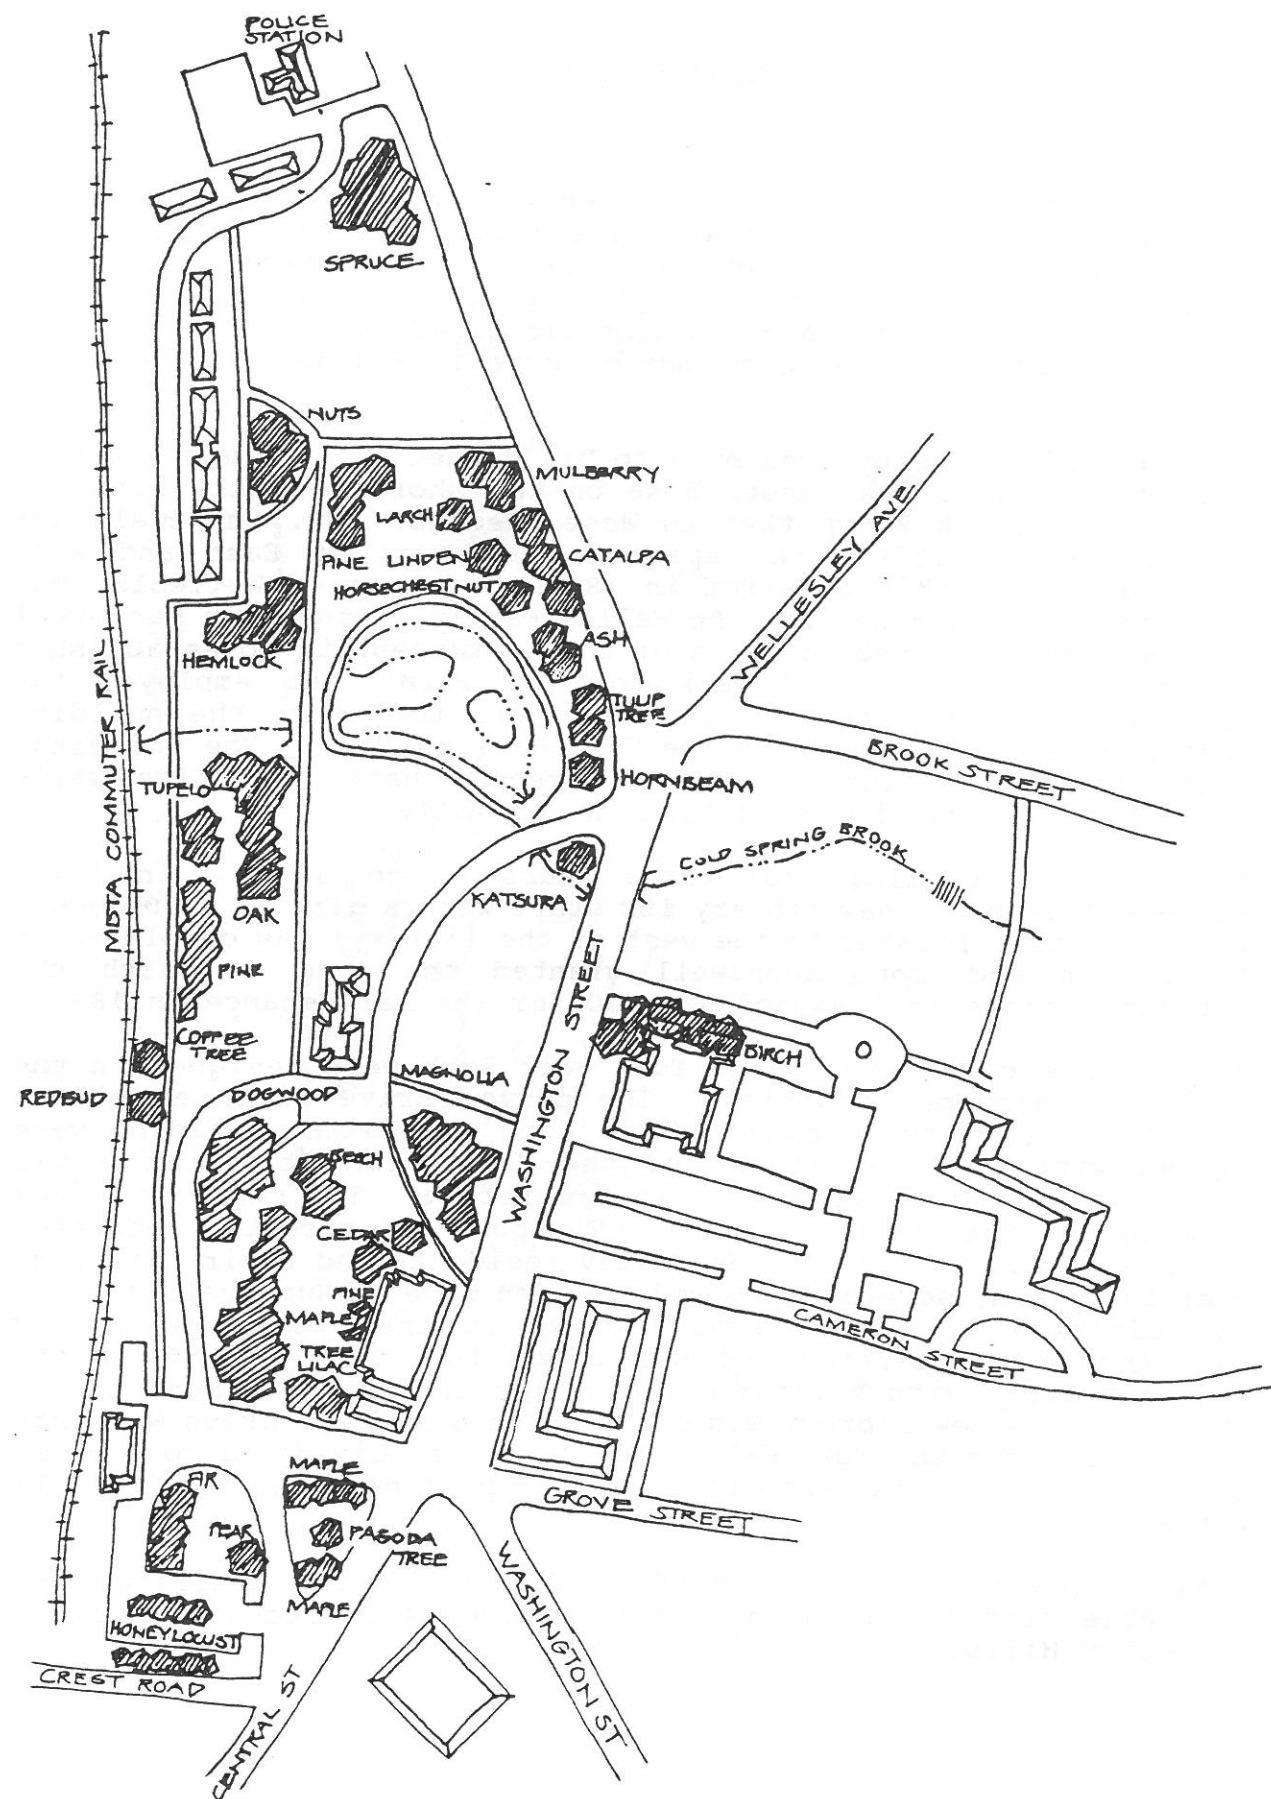 POLICE
STATION
SPRUCE
NUTS
MULBERRY
LARCH
PINE
LINDEN
CATALPA
HORSECHESTNUT
ASH
HEMLOCK
WELLESLEY AVE
TULIP
TREE
BROOK STREET
HORNBEAM
TUPELO
MBTA COMMUTER RAIL
COLD SPRING BROOK
KATSURA
OAK
PINE
WASHINGTON STREET
COFFEE
TREE
BIRCH
MAGNOLIA
REDBUD
DOGWOOD
BEECH
CEDAR
PINE
MAPLE
TREE
LILAC
CAMERON STREET
FIR
MAPLE
GROVE STREET
PEAR
PAGODA
TREE
MAPLE
WASHINGTON ST
HONEYLOCUST
CREST ROAD
CENTRAL ST